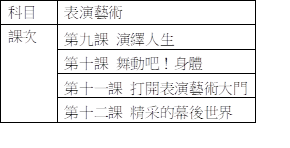 科目 表演藝術
課次 第九課 演繹人生
第十課 舞動吧！身體
第十一課 打開表演藝術大門
第十二課 精采的幕後世界